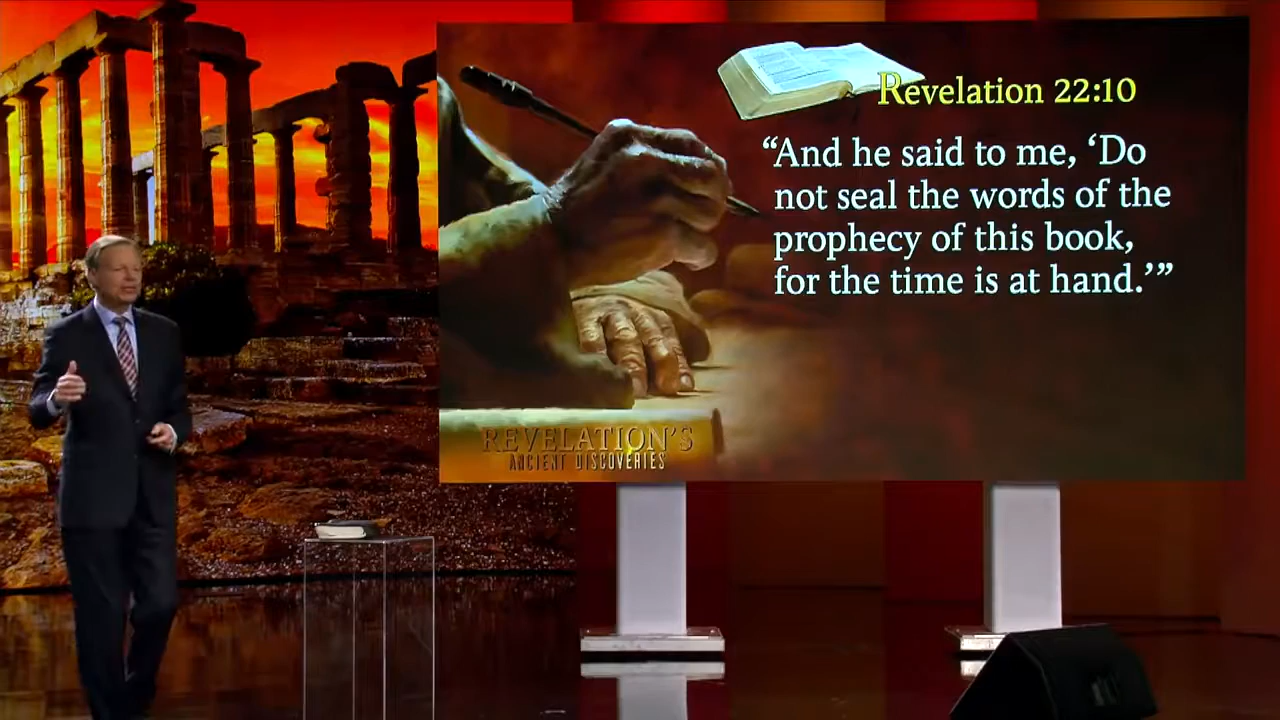 Revelation 22:10
“And he said to me, ‘Do
not seal the words of the
prophecy of this book,
for the time is at hand.’”
REVELATION'S
ANCIENT DISCOVERIES